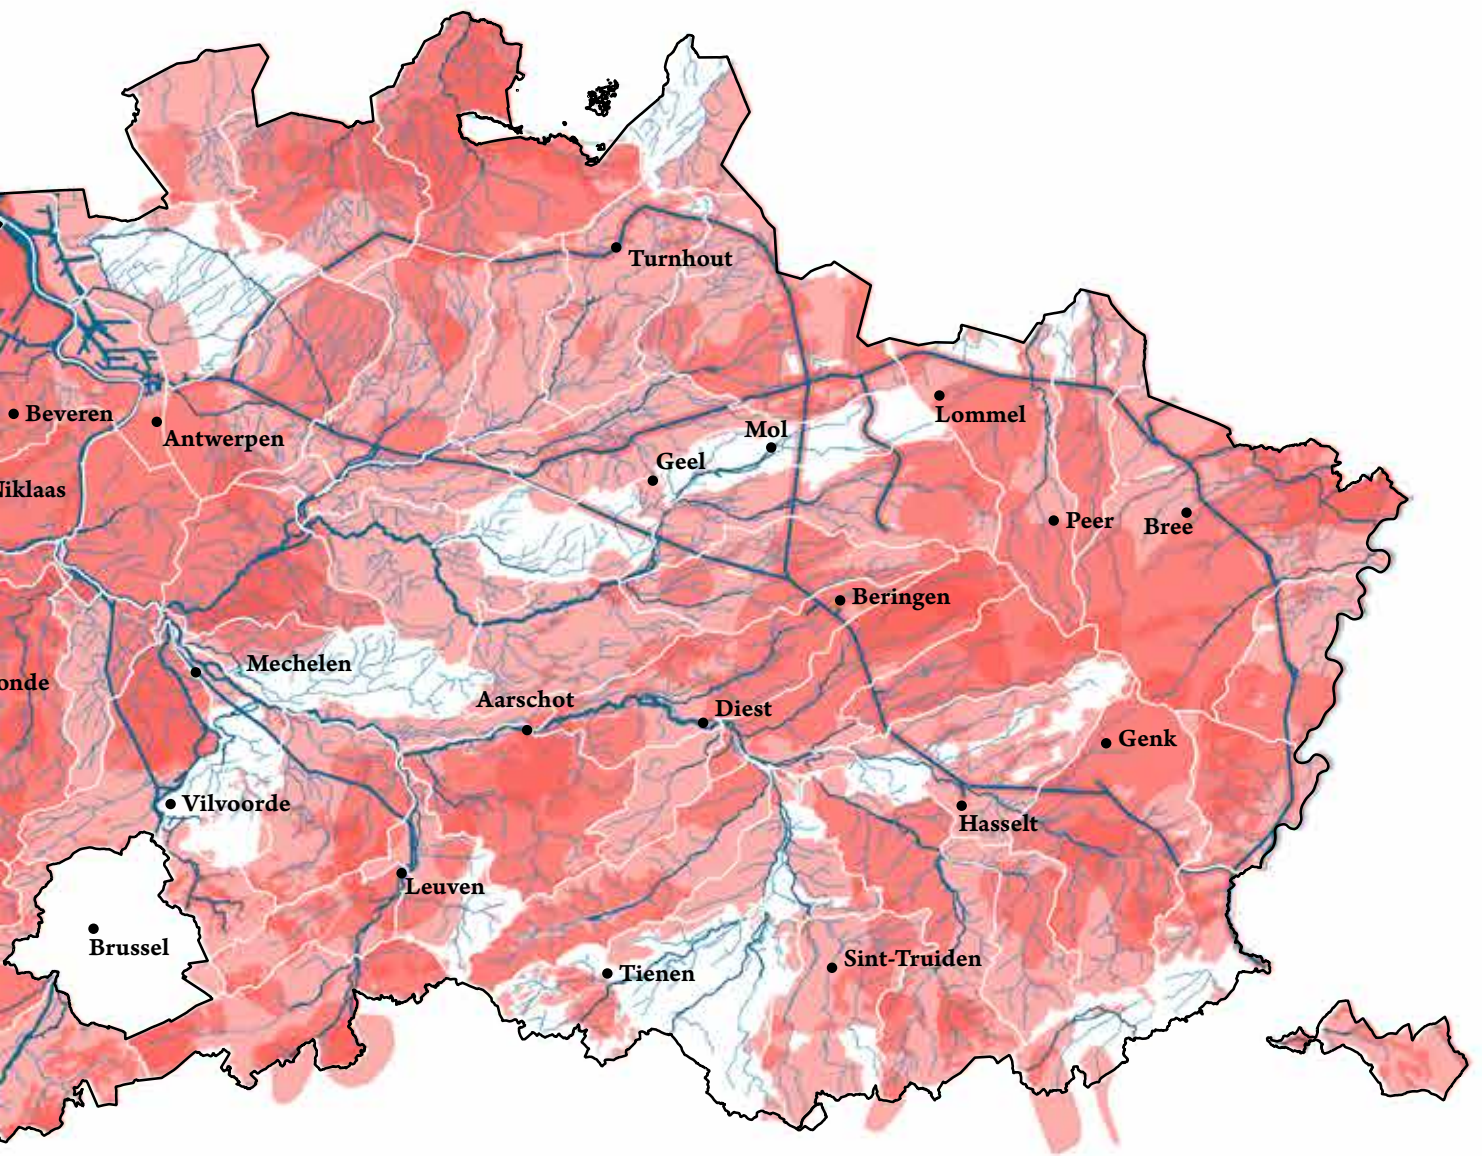 Turnhout
Beveren
Antwerpen
Lommel
Mol
Geel
Niklaas
Peer
Bree
Beringen
Mechelen
onde
Aarschot
Diest
Genk
Vilvoorde
Hasselt
Leuven
Brussel
Sint-Truiden
Tienen